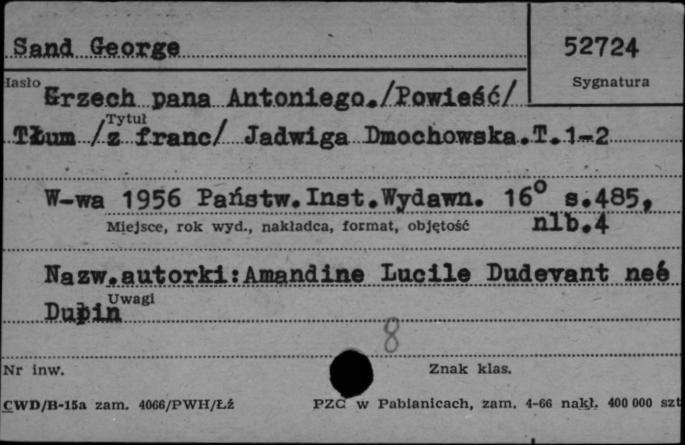 Sand George
52724
Hasło
Sygnatura
Grzech pana Antoniego./Powieść/
Tytuł
Tłum /z franc/ Jadwiga Dmochowska.T.1-2
W-wa 1956 Państw.Inst.Wydawn. 16° s.485,
Miejsce, rok wyd., nakładca, format, objętość
nlb.4
Nazw.autorki:Amandine Lucile Dudevant neé
Uwagi
Dupin
8
Nr inw.
Znak klas.
CWD/B-15a zam. 4066/PWH/Łź
PZG w Pabianicach, zam. 4-66 nakł. 400 000 szt